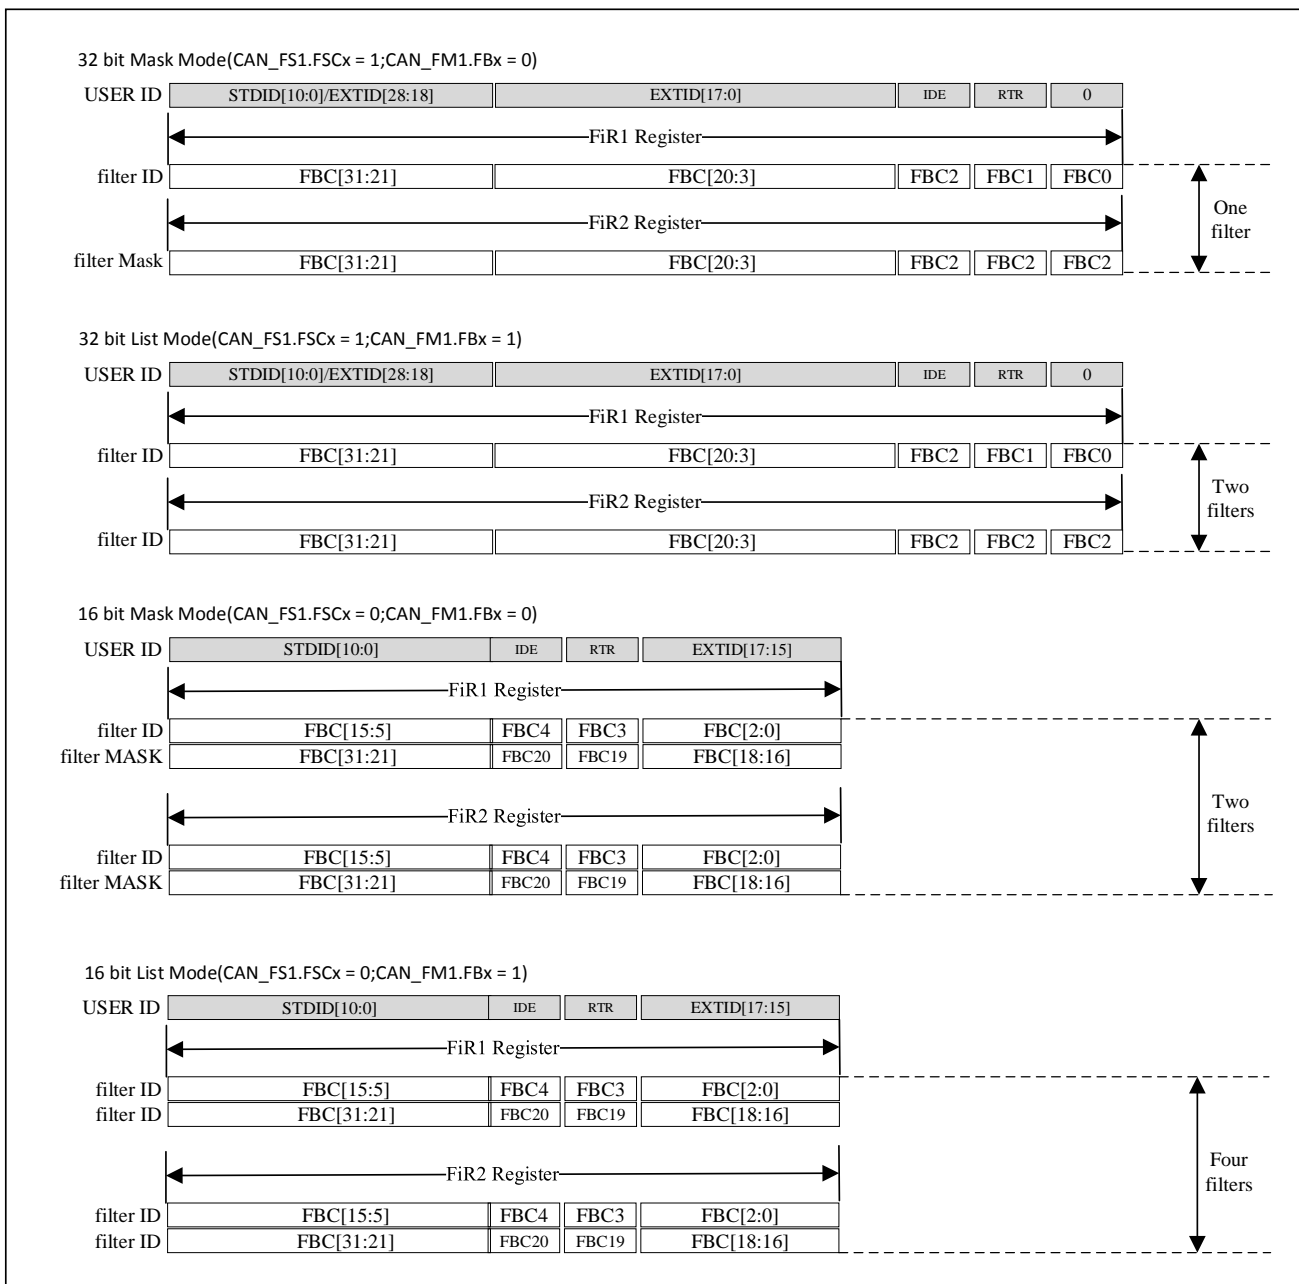 32 bit Mask Mode(CAN_FS1.FSCx = 1;CAN_FM1.FBx = 0)
USER ID STDID[10:0]/EXTID[28:18] EXTID[17:0] IDE RTR 0
FiR1 Register
filter ID FBC[31:21] FBC[20:3] FBC2 FBC1 FBC0
FiR2 Register
filter Mask FBC[31:21] FBC[20:3] FBC2 FBC2 FBC2
One
filter
32 bit List Mode(CAN_FS1.FSCx = 1;CAN_FM1.FBx = 1)
USER ID STDID[10:0]/EXTID[28:18] EXTID[17:0] IDE RTR 0
FiR1 Register
filter ID FBC[31:21] FBC[20:3] FBC2 FBC1 FBC0
FiR2 Register
filter ID FBC[31:21] FBC[20:3] FBC2 FBC2 FBC2
Two
filters
16 bit Mask Mode(CAN_FS1.FSCx = 0;CAN_FM1.FBx = 0)
USER ID STDID[10:0] IDE RTR EXTID[17:15]
FiR1 Register
filter ID FBC[15:5] FBC4 FBC3 FBC[2:0]
filter MASK FBC[31:21] FBC20 FBC19 FBC[18:16]
FiR2 Register
filter ID FBC[15:5] FBC4 FBC3 FBC[2:0]
filter MASK FBC[31:21] FBC20 FBC19 FBC[18:16]
Two
filters
16 bit List Mode(CAN_FS1.FSCx = 0;CAN_FM1.FBx = 1)
USER ID STDID[10:0] IDE RTR EXTID[17:15]
FiR1 Register
filter ID FBC[15:5] FBC4 FBC3 FBC[2:0]
filter ID FBC[31:21] FBC20 FBC19 FBC[18:16]
FiR2 Register
filter ID FBC[15:5] FBC4 FBC3 FBC[2:0]
filter ID FBC[31:21] FBC20 FBC19 FBC[18:16]
Four
filters